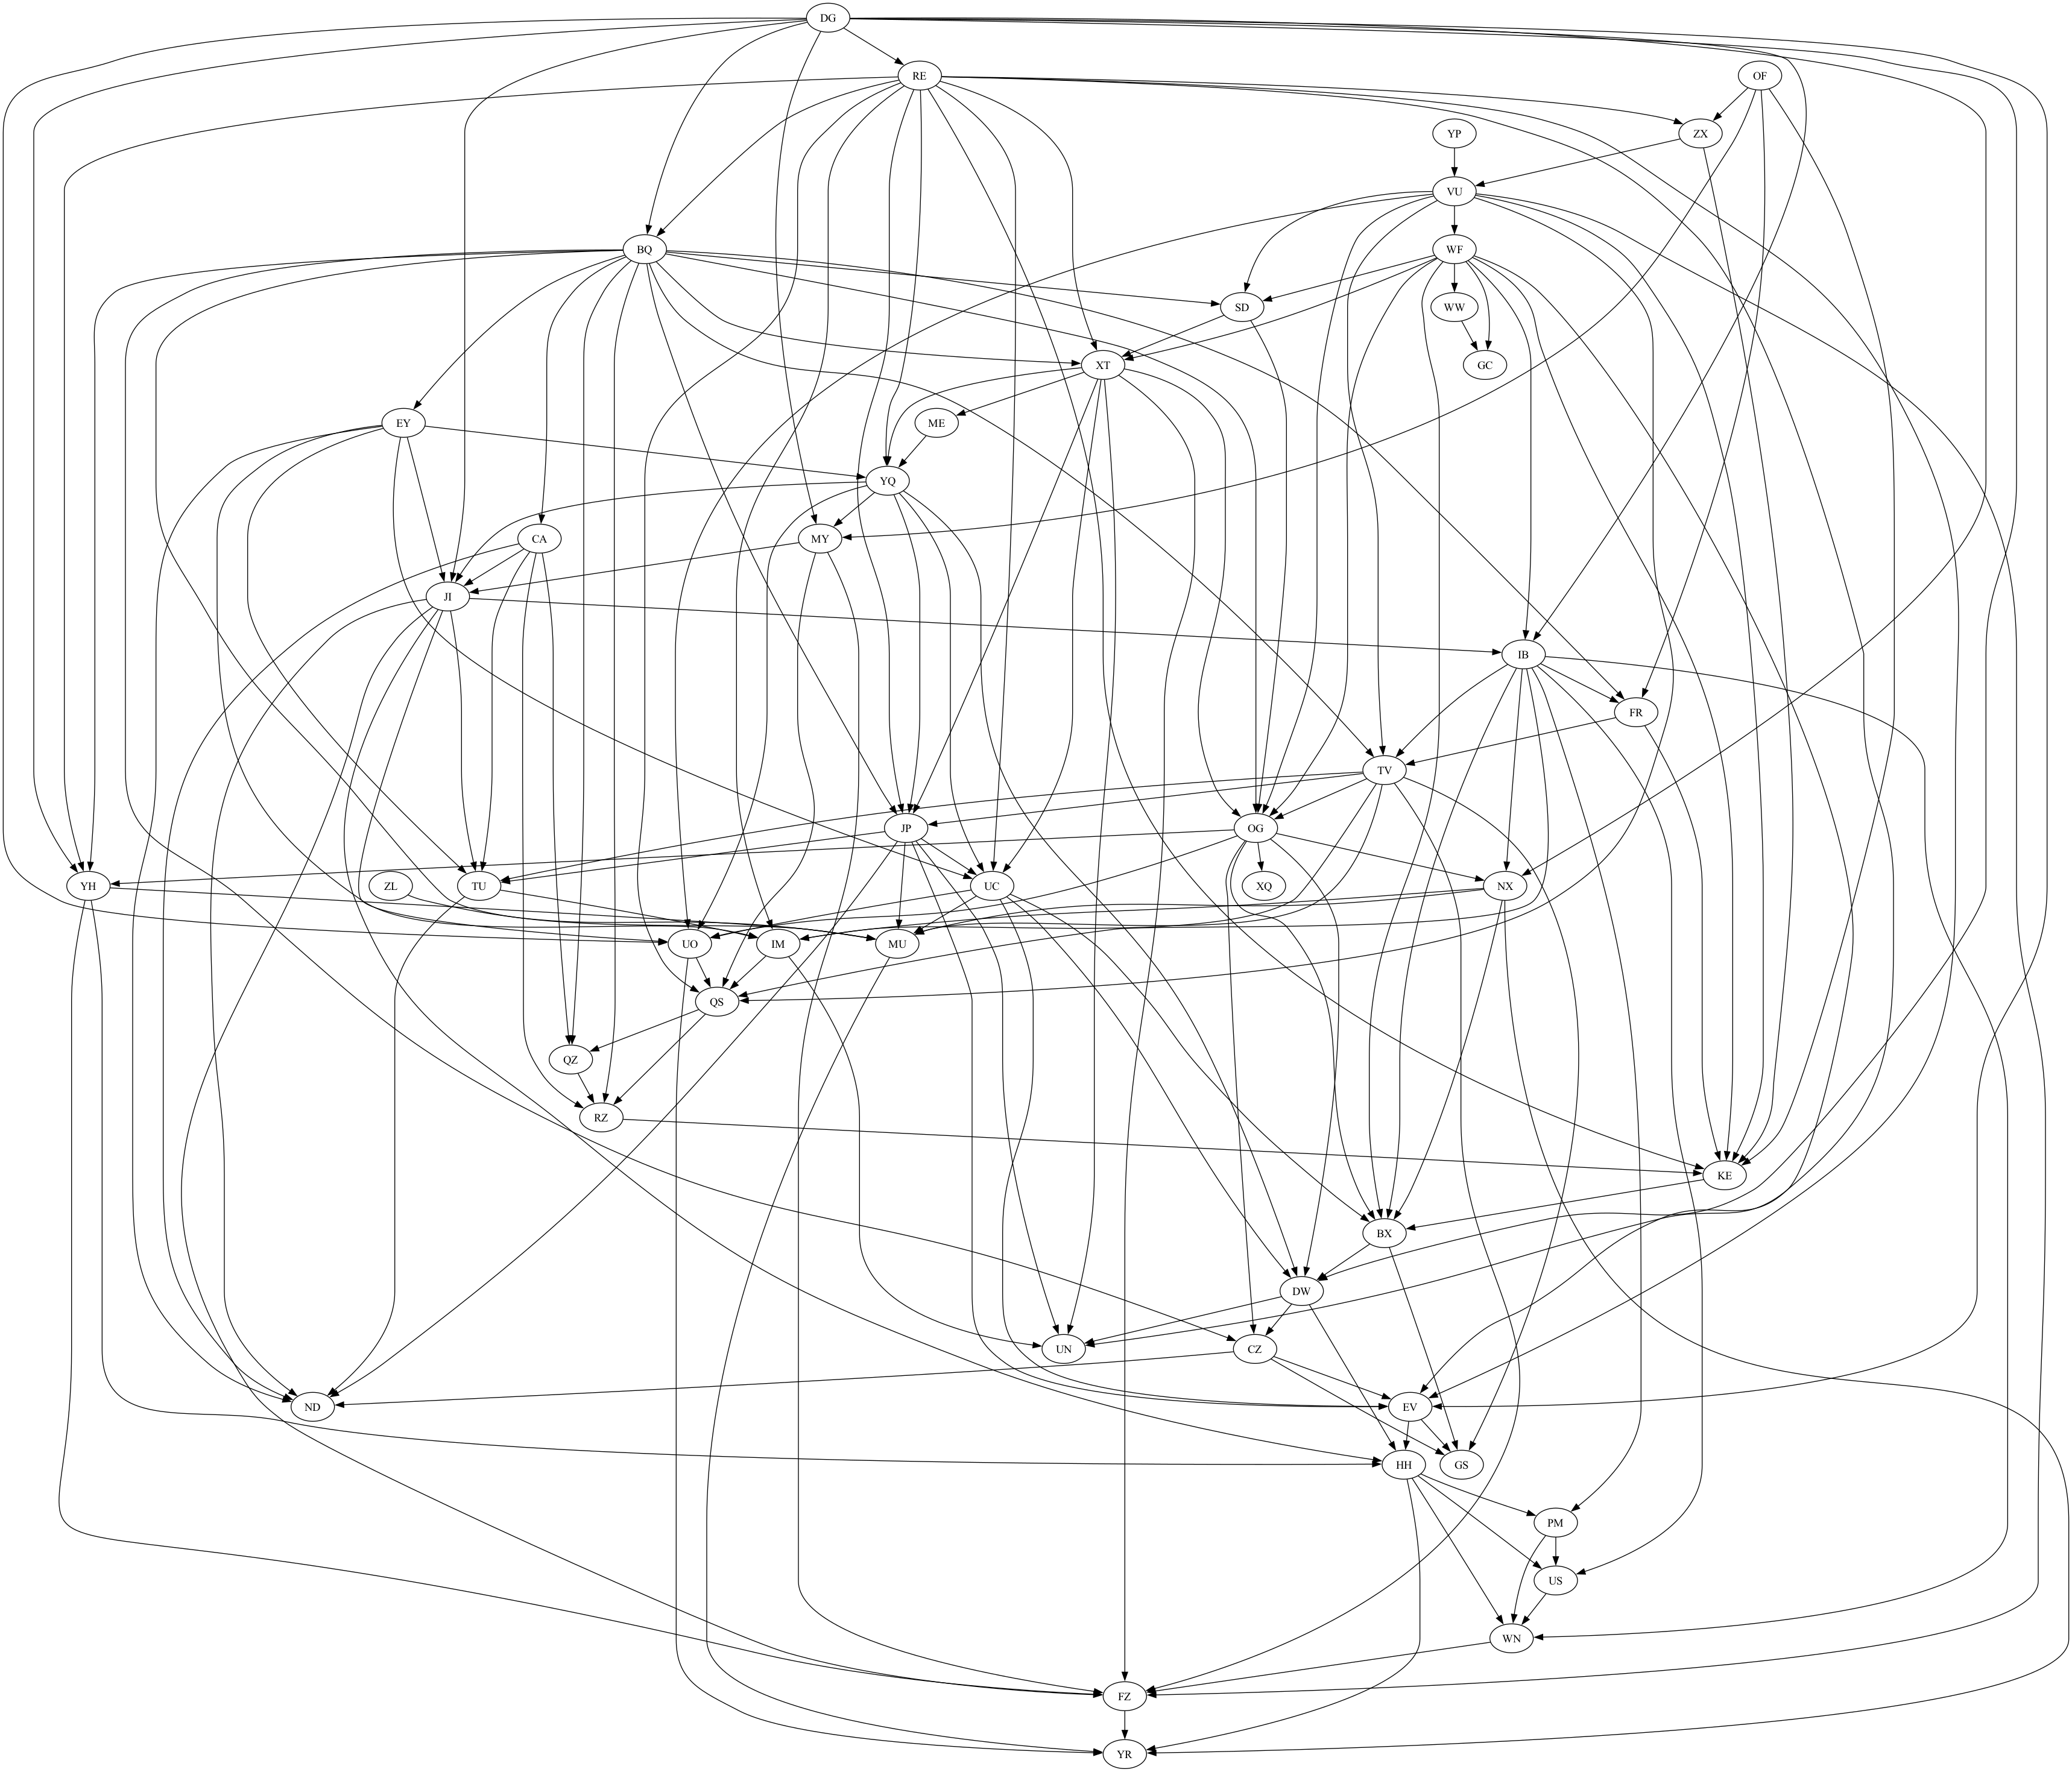 DG
RE
OF
YP
ZX
VU
BQ
WF
SD
WW
XT
GC
EY
ME
YQ
CA
MY
JI
IB
FR
TV
JP
OG
YH
ZL
TU
UC
XQ
NX
UO
IM
MU
QS
QZ
RZ
KE
BX
DW
UN
CZ
ND
EV
HH
GS
PM
US
WN
FZ
YR